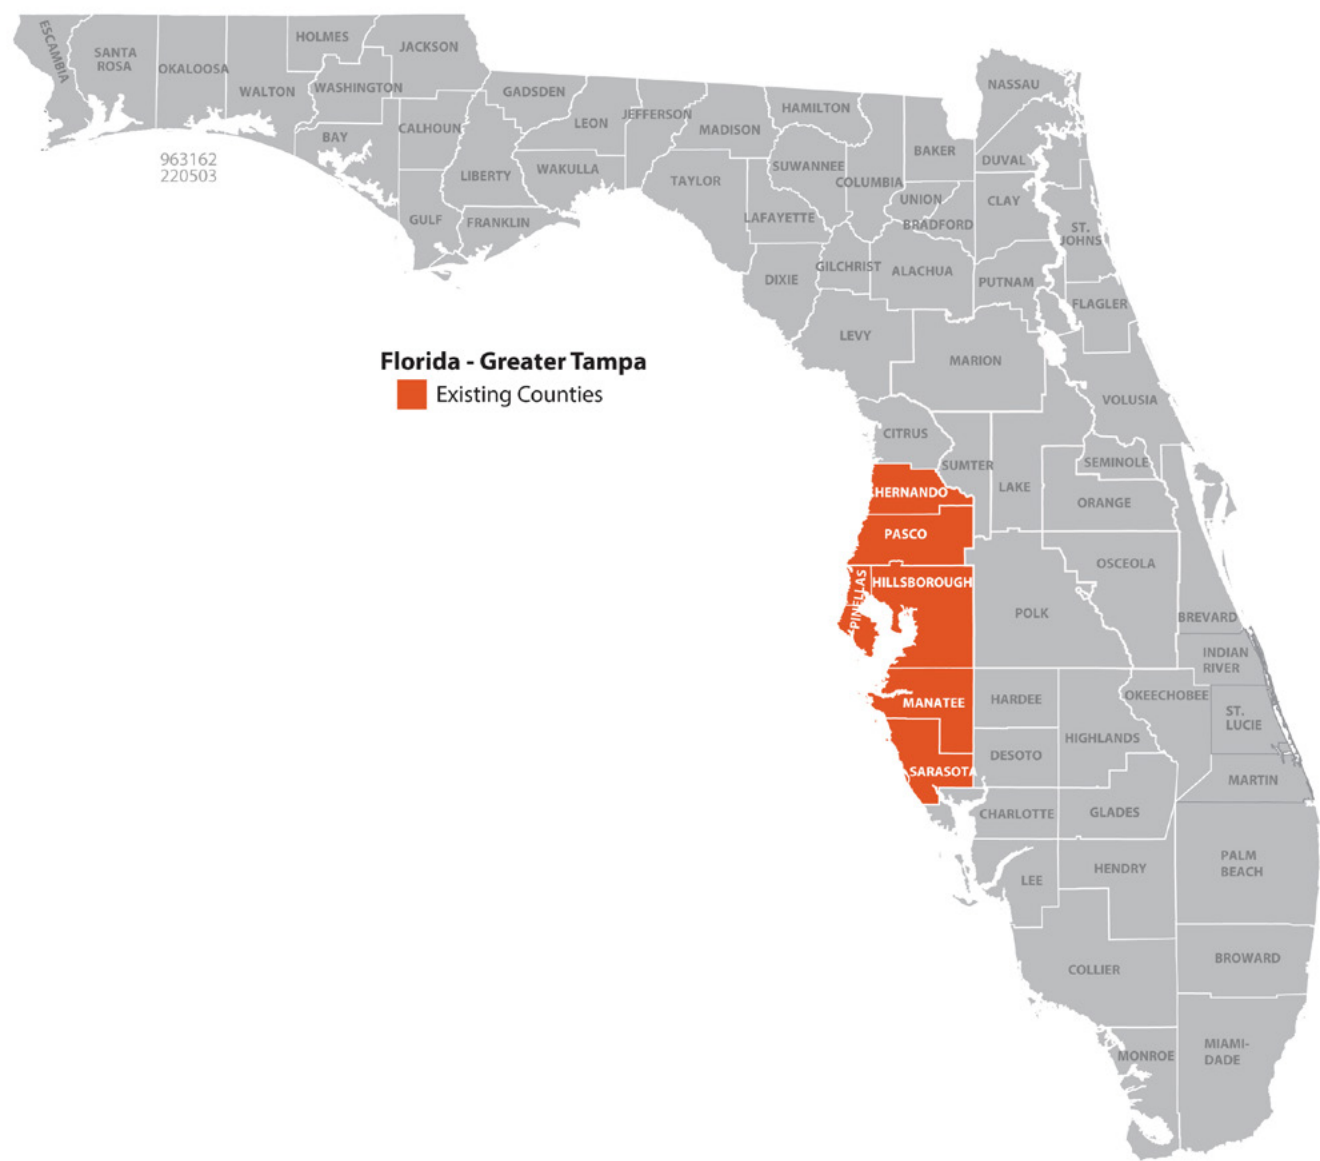 ESCAMBIA
SANTA
ROSA
OKALOOSA
WALTON
HOLMES
WASHINGTON
JACKSON
BAY
CALHOUN
GULF
GADSDEN
LIBERTY
FRANKLIN
LEON
WAKULLA
JEFFERSON
MADISON
TAYLOR
HAMILTON
SUWANNEE
LAFAYETTE
DIXIE
COLUMBIA
GILCHRIST
BAKER
UNION
BRADFORD
ALACHUA
LEVY
NASSAU
DUVAL
CLAY
ST.
JOHNS
PUTNAM
FLAGLER
MARION
VOLUSIA
963162
220503
Florida - Greater Tampa
Existing Counties
CITRUS
SUMTER
LAKE
SEMINOLE
ORANGE
HERNANDO
PASCO
PINELLAS
HILLSBOROUGH
POLK
OSCEOLA
BREVARD
INDIAN
RIVER
MANATEE
HARDEE
OKEECHOBEE
ST.
LUCIE
SARASOTA
DESOTO
HIGHLANDS
MARTIN
CHARLOTTE
GLADES
LEE
HENDRY
PALM
BEACH
COLLIER
BROWARD
MONROE
MIAMI-
DADE